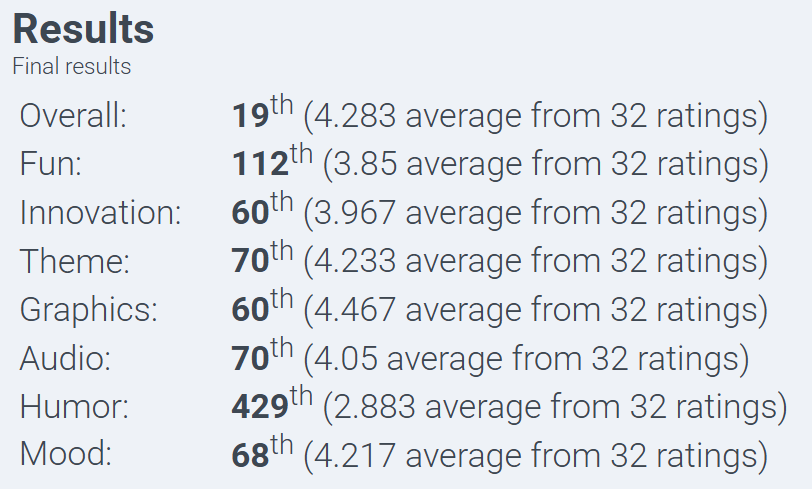 Results
Final results
Overall: 19th (4.283 average from 32 ratings)
Fun: 112th (3.85 average from 32 ratings)
Innovation: 60th (3.967 average from 32 ratings)
Theme: 70th (4.233 average from 32 ratings)
Graphics: 60th (4.467 average from 32 ratings)
Audio: 70th (4.05 average from 32 ratings)
Humor: 429th (2.883 average from 32 ratings)
Mood: 68th (4.217 average from 32 ratings)